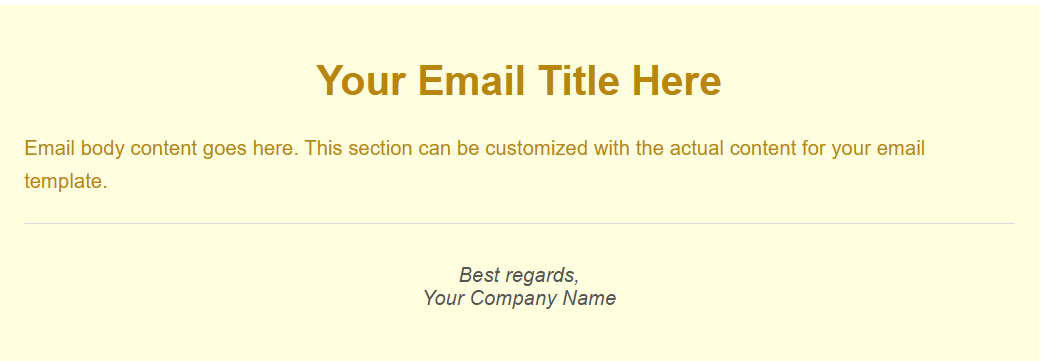 Your Email Title Here
Email body content goes here. This section can be customized with the actual content for your email
template.
Best regards,
Your Company Name